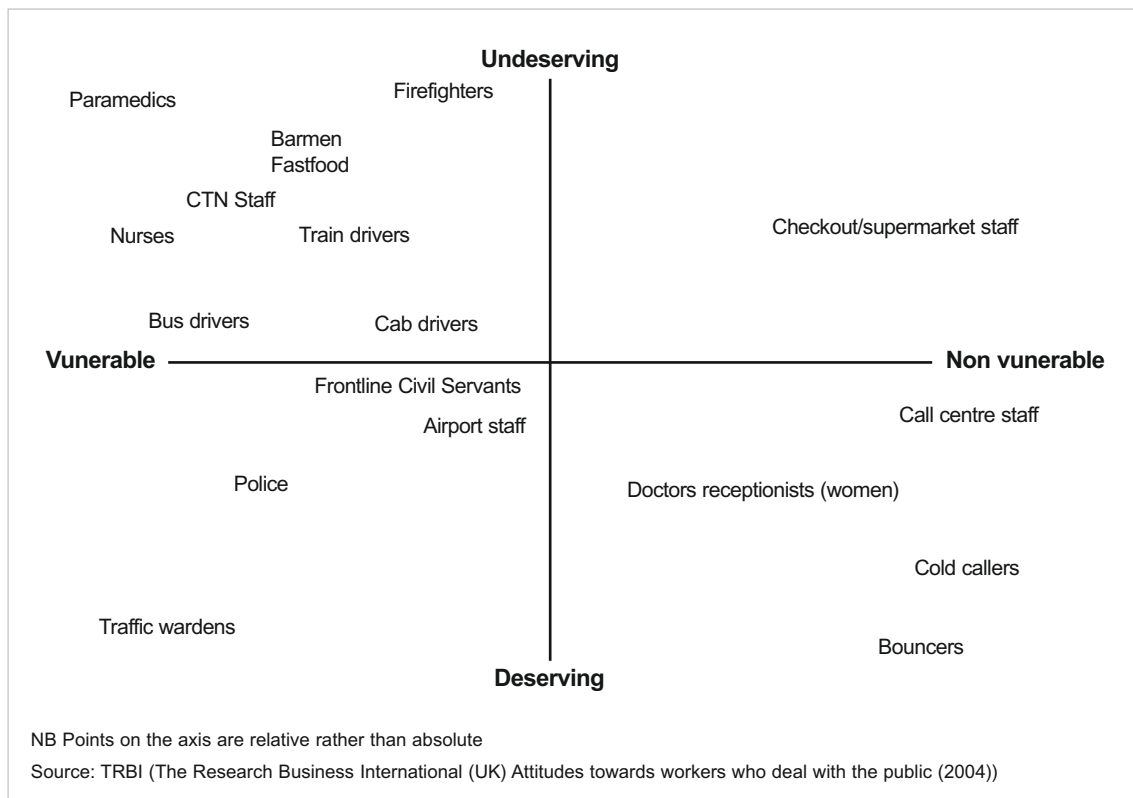 Undeserving
Paramedics
Firefighters
Barmen
Fastfood
CTN Staff
Nurses
Train drivers
Checkout/supermarket staff
Bus drivers
Cab drivers
Vunerable
Non vunerable
Frontline Civil Servants
Airport staff
Call centre staff
Police
Doctors receptionists (women)
Cold callers
Traffic wardens
Bouncers
Deserving
NB Points on the axis are relative rather than absolute
Source: TRBI (The Research Business International (UK) Attitudes towards workers who deal with the public (2004))